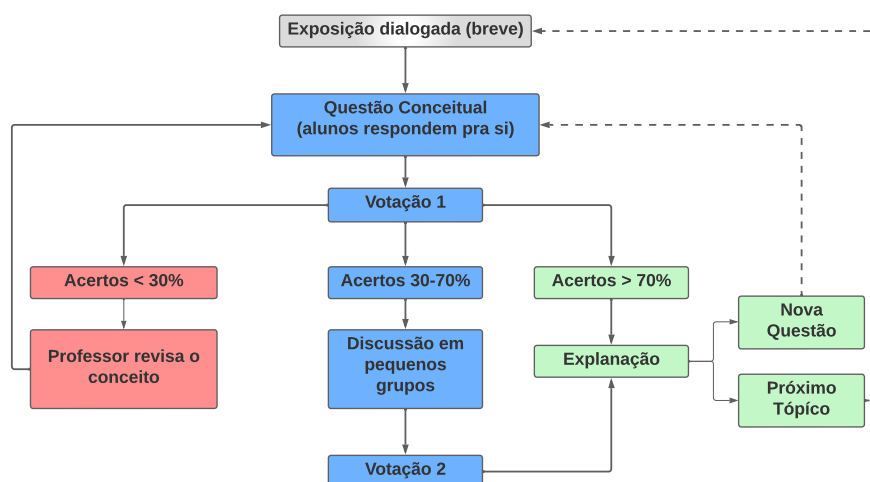 Exposição dialogada (breve)
Questão Conceitual
(alunos respondem pra si)
Votação 1
Acertos < 30%
Acertos 30-70%
Acertos > 70%
Professor revisa o
conceito
Discussão em
pequenos
grupos
Explanação
Nova
Questão
Próximo
Tópíco
Votação 2